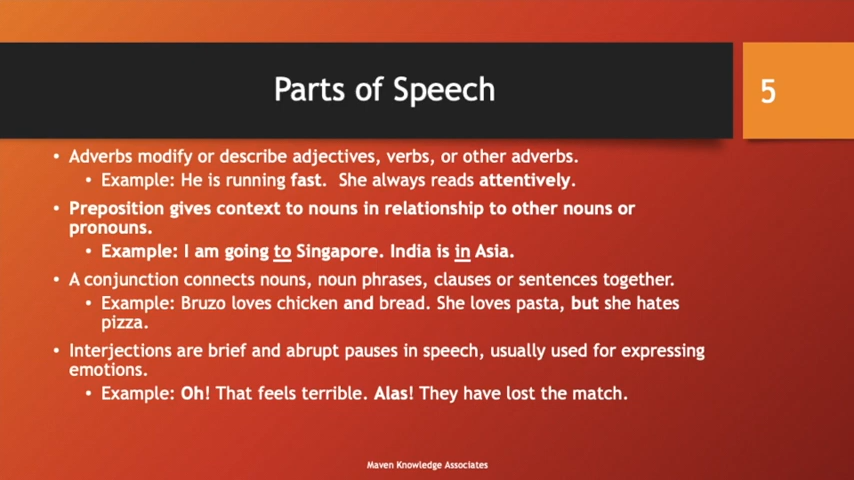 Parts of Speech
5
• Adverbs modify or describe adjectives, verbs, or other adverbs.
• Example: He is running fast.  She always reads attentively.
• Preposition gives context to nouns in relationship to other nouns or
pronouns.
• Example: I am going to Singapore. India is in Asia.
• A conjunction connects nouns, noun phrases, clauses or sentences together.
• Example: Bruzo loves chicken and bread. She loves pasta, but she hates
pizza.
• Interjections are brief and abrupt pauses in speech, usually used for expressing
emotions.
• Example: Oh! That feels terrible. Alas! They have lost the match.
Maven Knowledge Associates